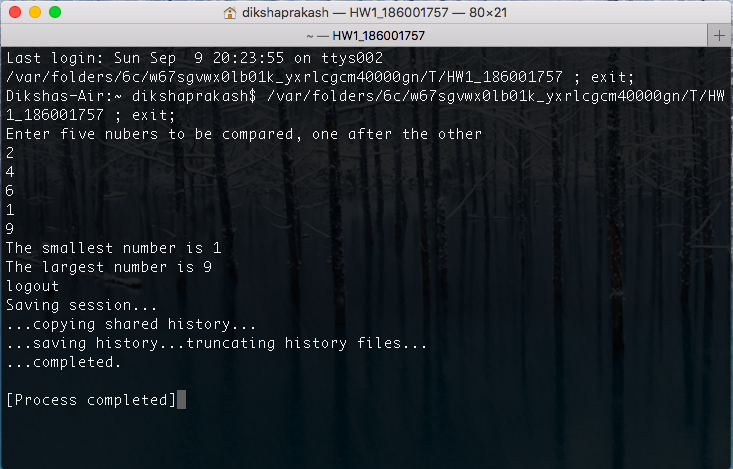 dikshaprakash — HW1_186001757 — 80×21
~ — HW1_186001757
+
Last login: Sun Sep  9 20:23:55 on ttys002
/var/folders/6c/w67sgvwx0lb01k_yxrlcgcm40000gn/T/HW1_186001757 ; exit;
Dikshas-Air:~ dikshaprakash$ /var/folders/6c/w67sgvwx0lb01k_yxrlcgcm40000gn/T/HW
1_186001757 ; exit;
Enter five nubers to be compared, one after the other
2
4
6
1
9
The smallest number is 1
The largest number is 9
logout
Saving session...
...copying shared history...
...saving history...truncating history files...
...completed.

[Process completed]